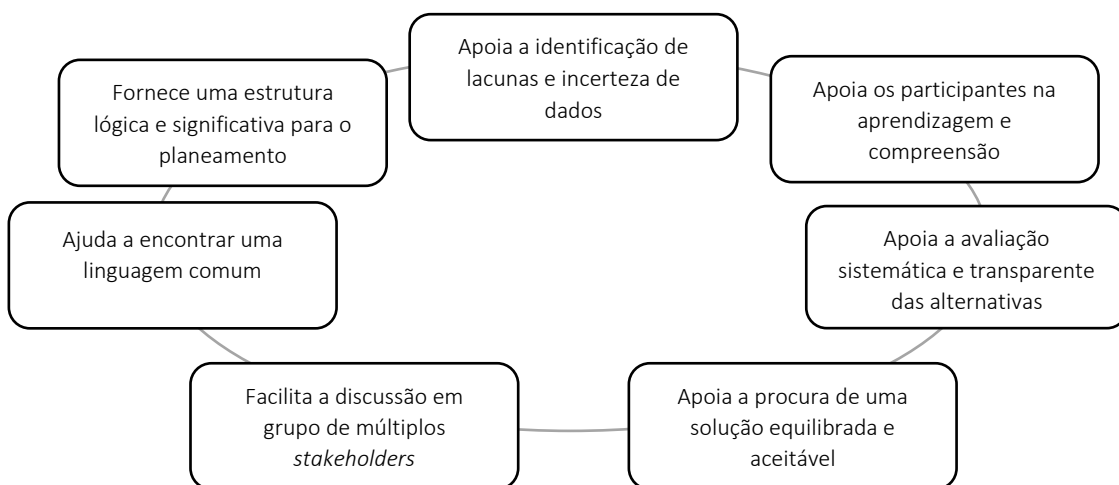 Apoia a identificação de
lacunas e incerteza de
dados
Apoia os participantes na
aprendizagem e
compreensão
Apoia a avaliação
sistemática e transparente
das alternativas
Apoia a procura de uma
solução equilibrada e
aceitável
Facilita a discussão em
grupo de múltiplos
stakeholders
Ajuda a encontrar uma
linguagem comum
Fornece uma estrutura
lógica e significativa para o
planeamento